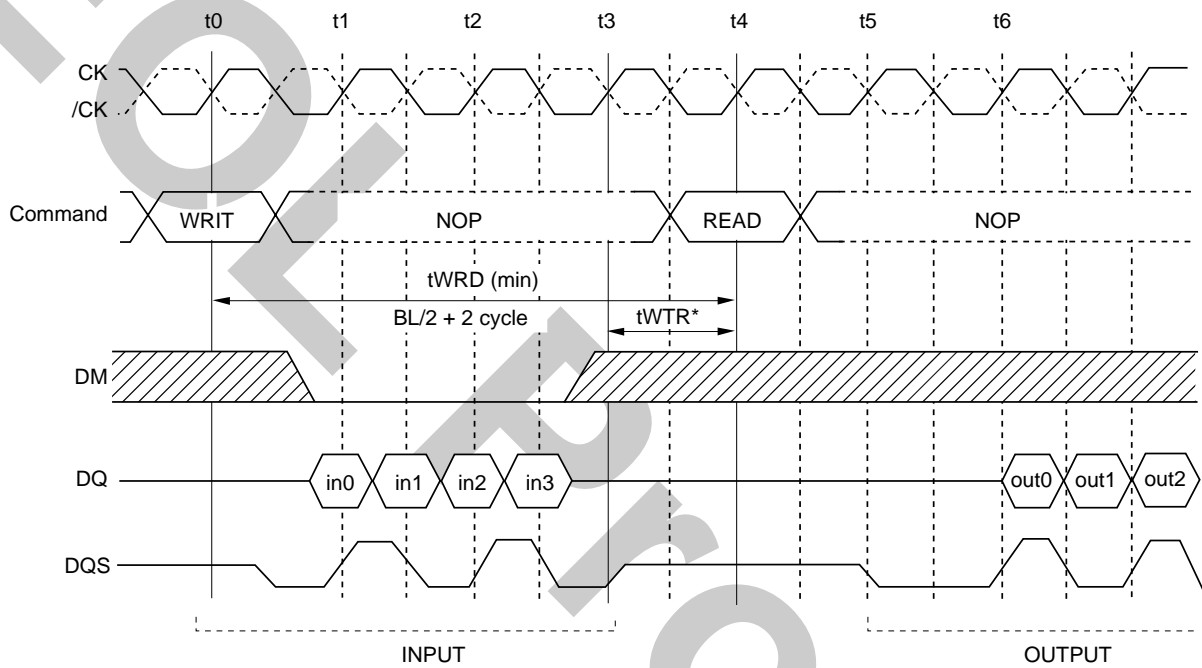 t0 t1 t2 t3 t4 t5 t6
CK
/CK
Command WRIT NOP READ NOP
tWRD (min)
BL/2 + 2 cycle tWTR*
DM
DQ in0 in1 in2 in3 out0 out1 out2
DQS
INPUT OUTPUT